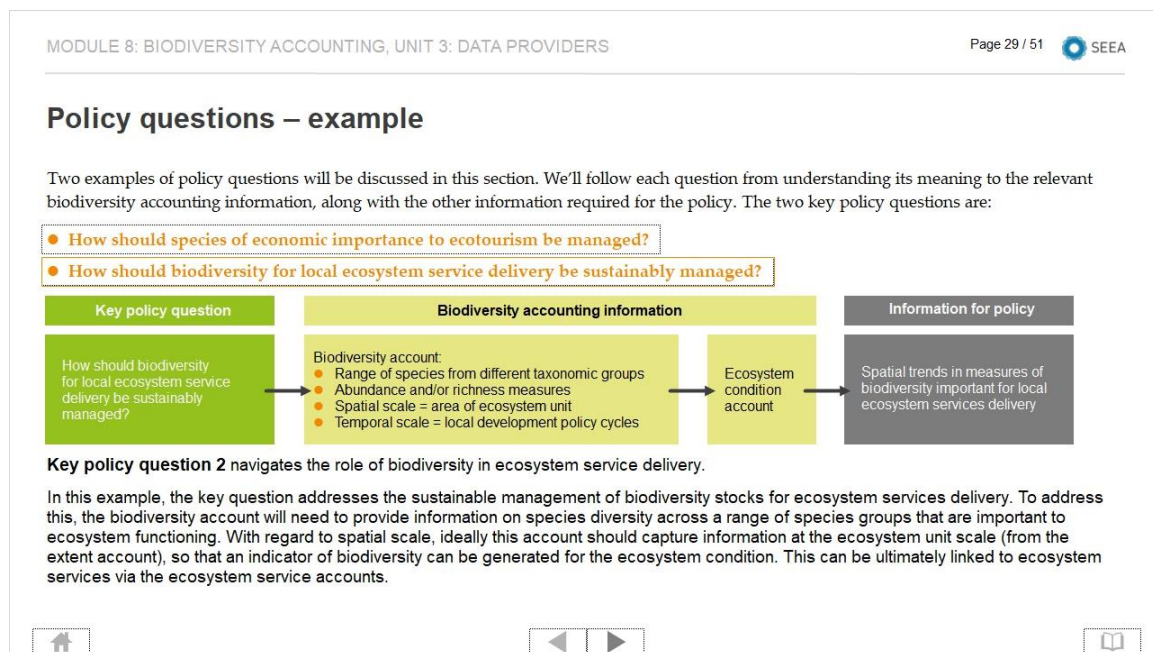 MODULE 8: BIODIVERSITY ACCOUNTING, UNIT 3: DATA PROVIDERS
Page 29 / 51
SEEA
Policy questions – example
Two examples of policy questions will be discussed in this section. We'll follow each question from understanding its meaning to the relevant
biodiversity accounting information, along with the other information required for the policy. The two key policy questions are:
● How should species of economic importance to ecotourism be managed?
● How should biodiversity for local ecosystem service delivery be sustainably managed?
Key policy question
Biodiversity accounting information
Information for policy
How should biodiversity
for local ecosystem service
delivery be sustainably
managed?
Biodiversity account:
● Range of species from different taxonomic groups
● Abundance and/or richness measures
● Spatial scale = area of ecosystem unit
● Temporal scale = local development policy cycles
Ecosystem
condition
account
Spatial trends in measures of
biodiversity important for local
ecosystem services delivery
Key policy question 2 navigates the role of biodiversity in ecosystem service delivery.
In this example, the key question addresses the sustainable management of biodiversity stocks for ecosystem services delivery. To address
this, the biodiversity account will need to provide information on species diversity across a range of species groups that are important to
ecosystem functioning. With regard to spatial scale, ideally this account should capture information at the ecosystem unit scale (from the
extent account), so that an indicator of biodiversity can be generated for the ecosystem condition. This can be ultimately linked to ecosystem
services via the ecosystem service accounts.